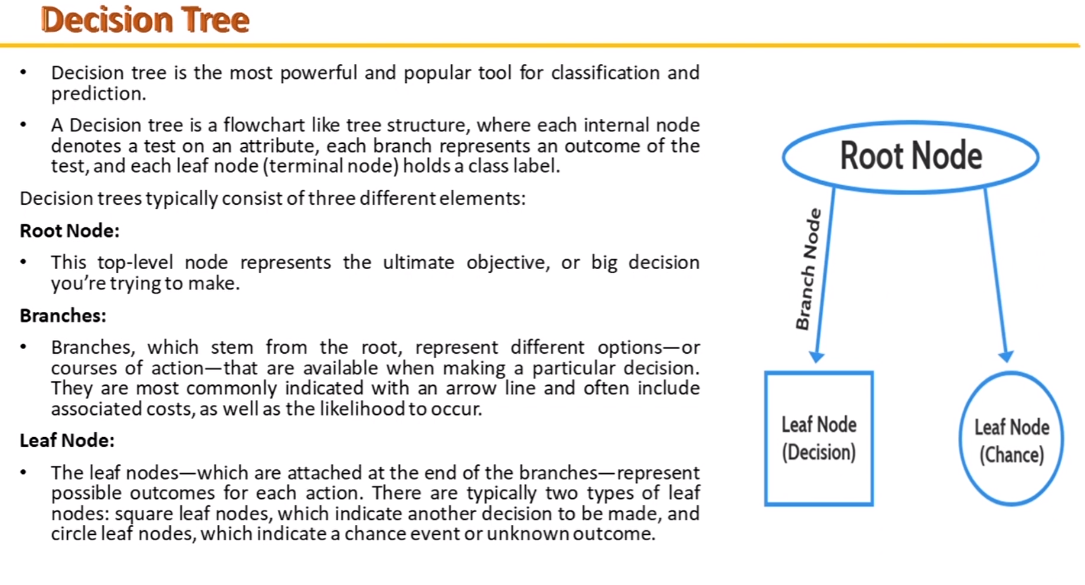 Decision Tree
• Decision tree is the most powerful and popular tool for classification and
prediction.
• A Decision tree is a flowchart like tree structure, where each internal node
denotes a test on an attribute, each branch represents an outcome of the
test, and each leaf node (terminal node) holds a class label.
Decision trees typically consist of three different elements:
Root Node:
• This top-level node represents the ultimate objective, or big decision
you’re trying to make.
Branches:
• Branches, which stem from the root, represent different options—or
courses of action—that are available when making a particular decision.
They are most commonly indicated with an arrow line and often include
associated costs, as well as the likelihood to occur.
Leaf Node:
• The leaf nodes—which are attached at the end of the branches—represent
possible outcomes for each action. There are typically two types of leaf
nodes: square leaf nodes, which indicate another decision to be made, and
circle leaf nodes, which indicate a chance event or unknown outcome.
Root Node
Branch Node
Leaf Node
(Decision)
Leaf Node
(Chance)